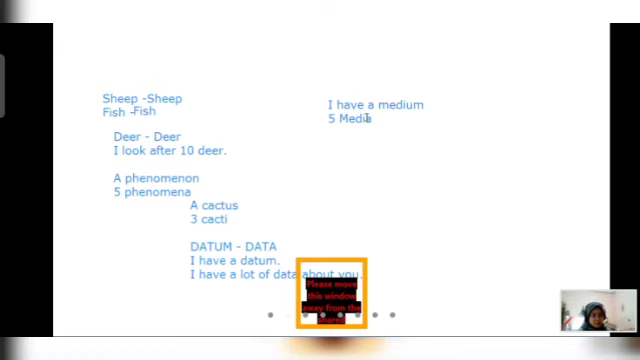 Sheep -Sheep
Fish -Fish
Deer - Deer
I look after 10 deer.
A phenomenon
5 phenomena
A cactus
3 cacti
DATUM - DATA
I have a datum.
I have a lot of data about you.
I have a medium
5 Media
Please move
this window
away from the
shared